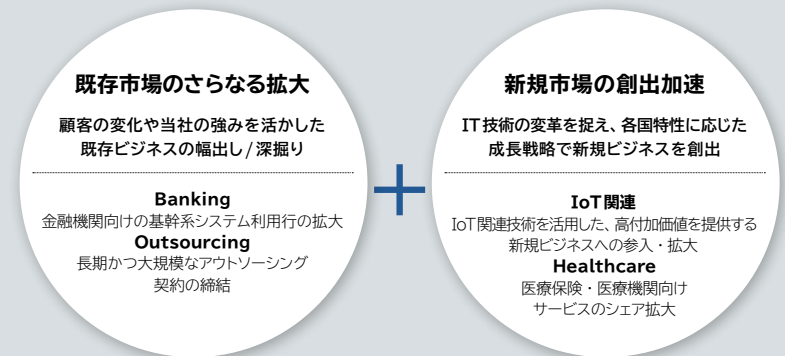 既存市場のさらなる拡大
顧客の変化や当社の強みを活かした
既存ビジネスの幅出し/深掘り
Banking
金融機関向けの基幹系システム利用行の拡大
Outsourcing
長期かつ大規模なアウトソーシング
契約の締結
+
新規市場の創出加速
IT技術の変革を捉え、各国特性に応じた
成長戦略で新規ビジネスを創出
IoT関連
IoT関連技術を活用した、高付加価値を提供する
新規ビジネスへの参入・拡大
Healthcare
医療保険・医療機関向け
サービスのシェア拡大